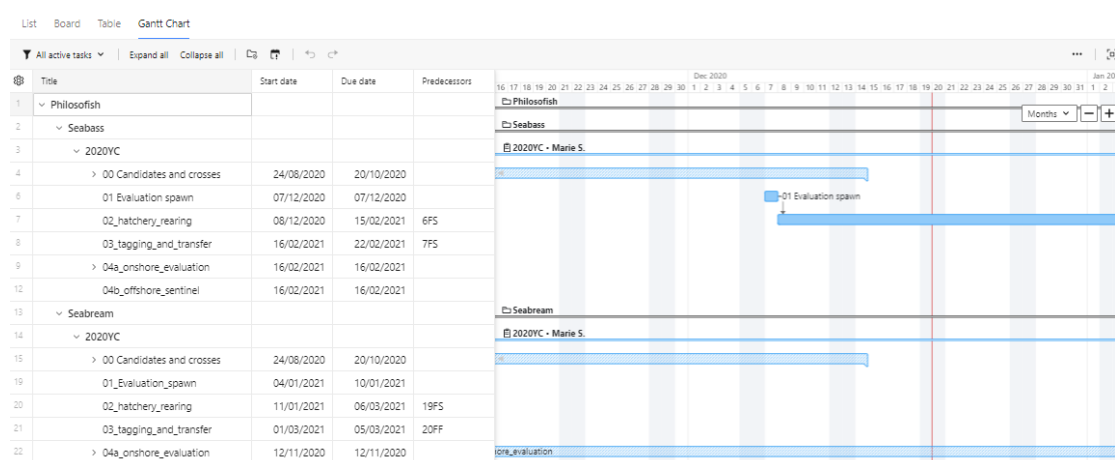 List Board Table Gantt Chart
All active tasks Expand all Collapse all
Title Start date Due date Predecessors
Dec 2020 Jan 20
16 17 18 19 20 21 22 23 24 25 26 27 28 29 30 1 2 3 4 5 6 7 8 9 10 11 12 13 14 15 16 17 18 19 20 21 22 23 24 25 26 27 28 29 30 31 1 2
1 Philosofish Philosofish
Months
2 Seabass Seabass
3 2020YC 2020YC • Marie S.
4 00 Candidates and crosses 24/08/2020 20/10/2020
6 01 Evaluation spawn 07/12/2020 07/12/2020 01 Evaluation spawn
7 02_hatchery_rearing 08/12/2020 15/02/2021 6FS
8 03_tagging_and_transfer 16/02/2021 22/02/2021 7FS
9 04a_onshore_evaluation 16/02/2021 16/02/2021
12 04b_offshore_sentinel 16/02/2021 16/02/2021
13 Seabream Seabream
14 2020YC 2020YC • Marie S.
15 00 Candidates and crosses 24/08/2020 20/10/2020
19 01_Evaluation_spawn 04/01/2021 10/01/2021
20 02_hatchery_rearing 11/01/2021 06/03/2021 19FS
21 03_tagging_and_transfer 01/03/2021 05/03/2021 20FF
22 04a_onshore_evaluation 12/11/2020 12/11/2020 ore_evaluation